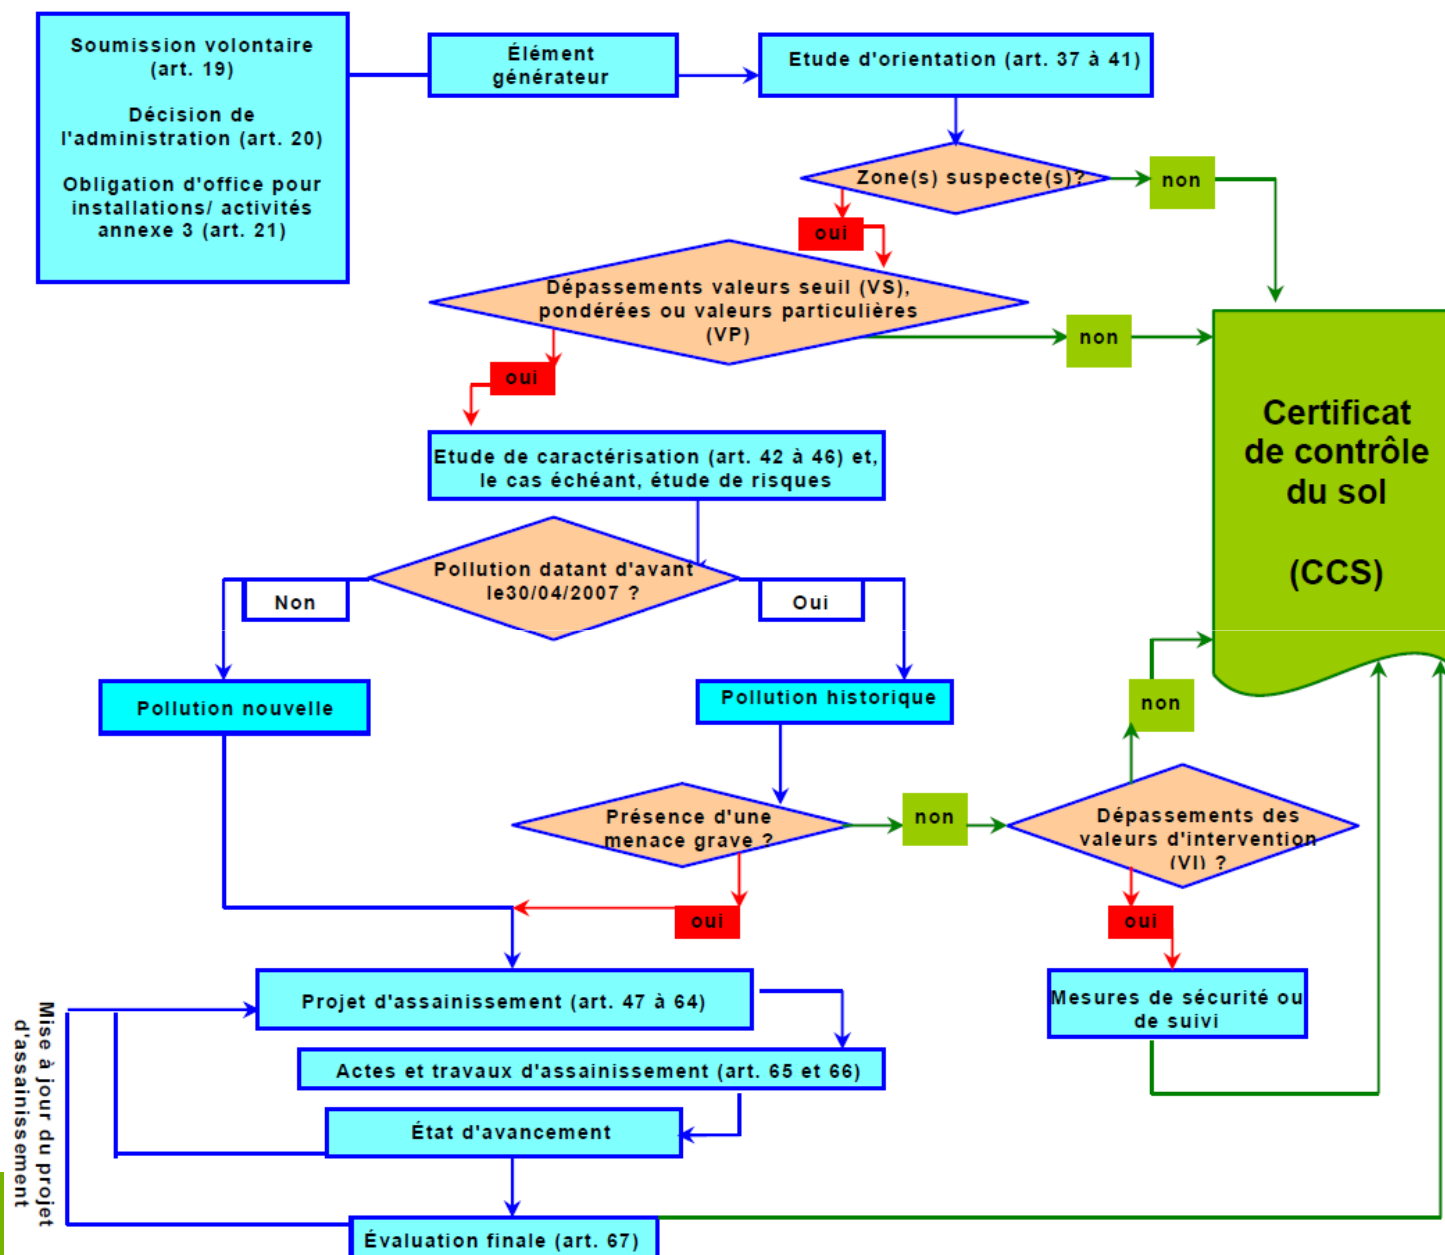 Soumission volontaire
(art. 19)
Décision de
l'administration (art. 20)
Obligation d'office pour
installations/ activités
annexe 3 (art. 21)
Élément
générateur
Etude d'orientation (art. 37 à 41)
Zone(s) suspecte(s)?
non
oui
Dépassements valeurs seuil (VS),
pondérées ou valeurs particulières
(VP)
non
oui
Certificat
de contrôle
du sol
(CCS)
Etude de caractérisation (art. 42 à 46) et,
le cas échéant, étude de risques
Pollution datant d'avant
le30/04/2007 ?
Non
Oui
Pollution nouvelle
Pollution historique
non
Présence d'une
menace grave ?
non
Dépassements des
valeurs d'intervention
(VI) ?
oui
oui
Projet d'assainissement (art. 47 à 64)
Mesures de sécurité ou
de suivi
Actes et travaux d'assainissement (art. 65 et 66)
État d'avancement
Évaluation finale (art. 67)
Mise à jour du projet
d'assainissement